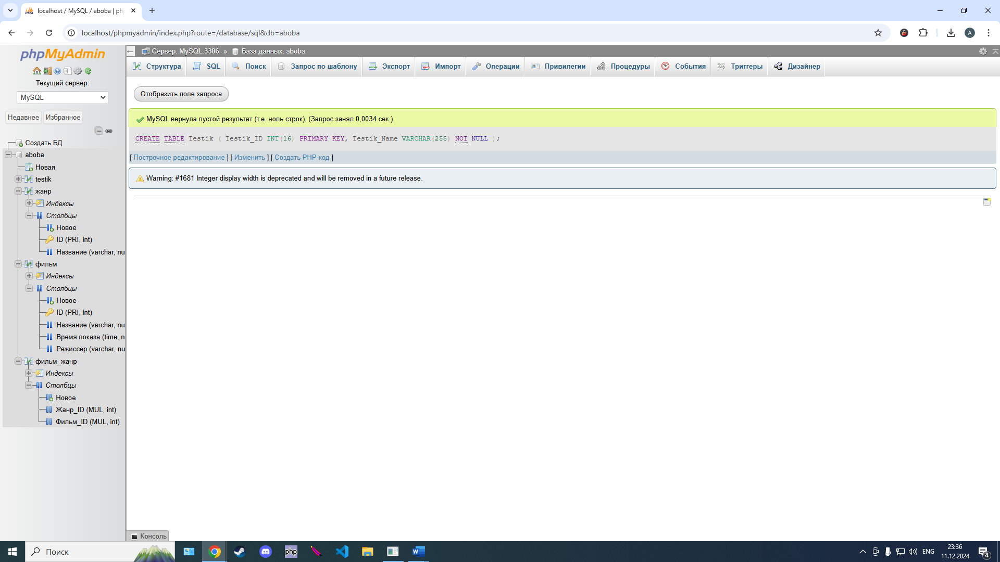 localhost / MySQL / aboba | ph
localhost/phpmyadmin/index.php?route=/database/sql&db=aboba
A
phpMyAdmin
Текущий сервер:
MySQL
Недавнее
Избранное
Создать БД
aboba
Новая
testik
жанр
Индексы
Столбцы
Новое
ID (PRI, int)
Название (varchar, nu
фильм
Индексы
Столбцы
Новое
ID (PRI, int)
Название (varchar, nu
Время показа (time, n
Режиссёр (varchar, nu
фильм_жанр
Индексы
Столбцы
Новое
Жанр_ID (MUL, int)
Фильм_ID (MUL, int)
Сервер: MySQL:3306 » База данных: aboba
Структура
SQL
Поиск
Запрос по шаблону
Экспорт
Импорт
Операции
Привилегии
Процедуры
События
Триггеры
Дизайнер
Отобразить поле запроса
MySQL вернула пустой результат (т.е. ноль строк). (Запрос занял 0,0034 сек.)
CREATE TABLE Testik ( Testik_ID INT(16) PRIMARY KEY, Testik_Name VARCHAR(255) NOT NULL );
[ Построчное редактирование ] [ Изменить ] [ Создать PHP-код ]
Warning: #1681 Integer display width is deprecated and will be removed in a future release.
Консоль
Поиск
php
ENG
23:36
11.12.2024
4